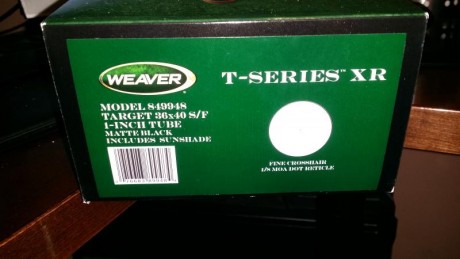 WEAVER
T-SERIES™ XR
MODEL 849948
TARGET 36x40 S/F
1-INCH TUBE
MATTE BLACK
INCLUDES SUNSHADE
FINE CROSSHAIR
1/8 MOA DOT RETICLE